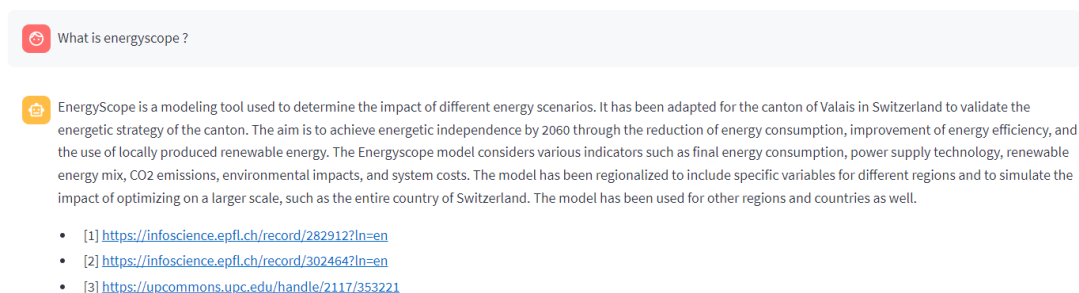 What is energyscope ?
EnergyScope is a modeling tool used to determine the impact of different energy scenarios. It has been adapted for the canton of Valais in Switzerland to validate the
energetic strategy of the canton. The aim is to achieve energetic independence by 2060 through the reduction of energy consumption, improvement of energy efficiency, and
the use of locally produced renewable energy. The Energyscope model considers various indicators such as final energy consumption, power supply technology, renewable
energy mix, CO2 emissions, environmental impacts, and system costs. The model has been regionalized to include specific variables for different regions and to simulate the
impact of optimizing on a larger scale, such as the entire country of Switzerland. The model has been used for other regions and countries as well.
• [1] https://infoscience.epfl.ch/record/282912?ln=en
• [2] https://infoscience.epfl.ch/record/302464?ln=en
• [3] https://upcommons.upc.edu/handle/2117/353221